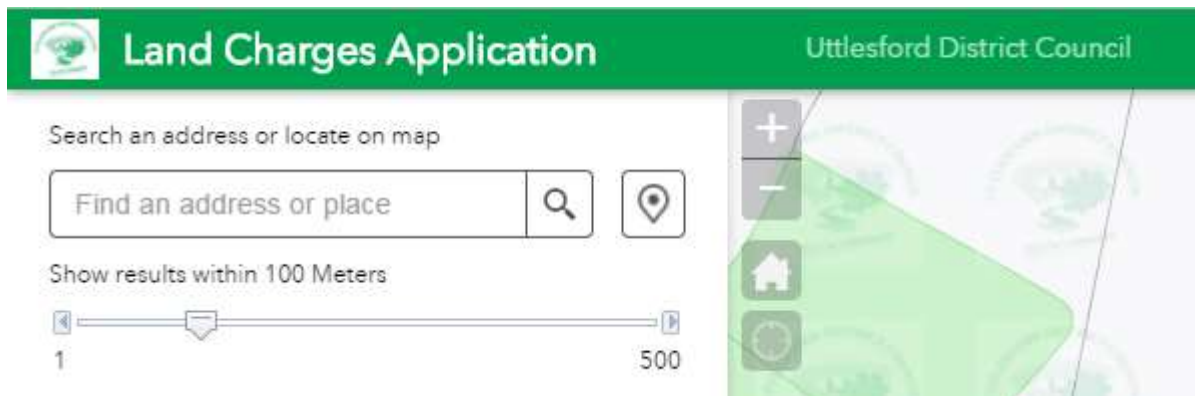 Land Charges Application
Uttlesford District Council
Search an address or locate on map
Find an address or place
Show results within 100 Meters
1
500